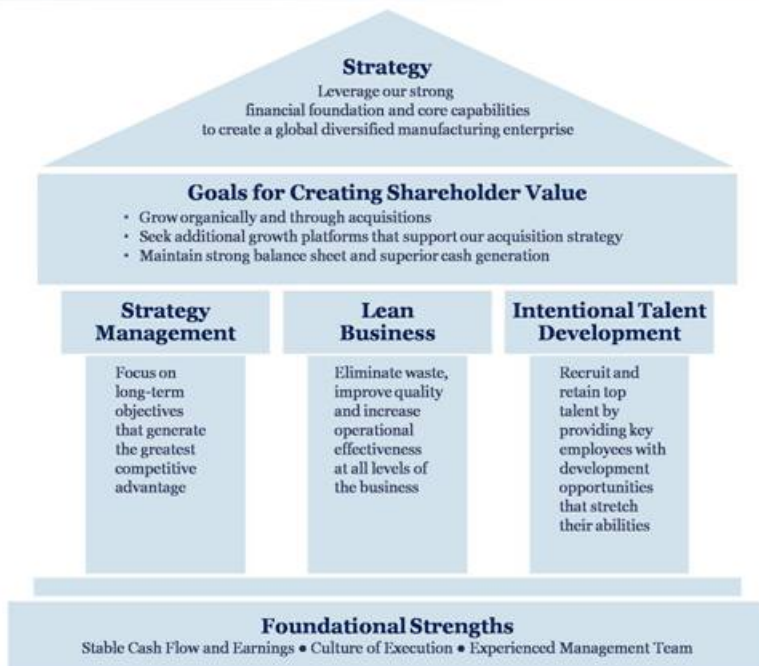 Strategy
Leverage our strong
financial foundation and core capabilities
to create a global diversified manufacturing enterprise
Goals for Creating Shareholder Value
• Grow organically and through acquisitions
• Seek additional growth platforms that support our acquisition strategy
• Maintain strong balance sheet and superior cash generation
Strategy
Management
Focus on
long-term
objectives
that generate
the greatest
competitive
advantage
Lean
Business
Eliminate waste,
improve quality
and increase
operational
effectiveness
at all levels of
the business
Intentional Talent
Development
Recruit and
retain top
talent by
providing key
employees with
development
opportunities
that stretch
their abilities
Foundational Strengths
Stable Cash Flow and Earnings ● Culture of Execution ● Experienced Management Team